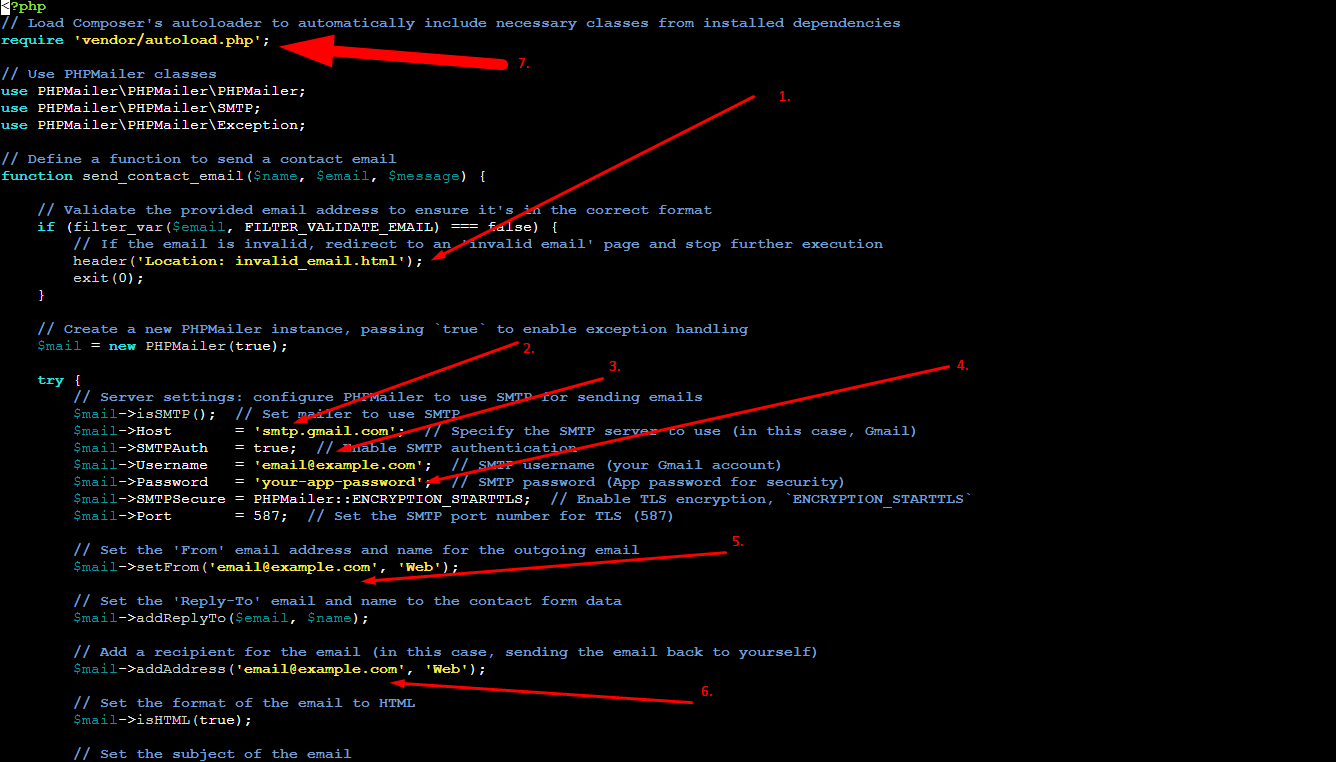 <?php
// Load Composer's autoloader to automatically include necessary classes from installed dependencies
require 'vendor/autoload.php';
7.
// Use PHPMailer classes
use PHPMailer\PHPMailer\PHPMailer;
use PHPMailer\PHPMailer\SMTP;
1.
use PHPMailer\PHPMailer\Exception;
// Define a function to send a contact email
function send_contact_email($name, $email, $message) {
// Validate the provided email address to ensure it's in the correct format
if (filter_var($email, FILTER_VALIDATE_EMAIL) === false) {
// If the email is invalid, redirect to an 'invalid email' page and stop further execution
header('Location: invalid_email.html');
exit(0);
}
// Create a new PHPMailer instance, passing `true` to enable exception handling
$mail = new PHPMailer(true);
2.
3.
4.
try {
// Server settings: configure PHPMailer to use SMTP for sending emails
$mail->isSMTP();  // Set mailer to use SMTP
$mail->Host       = 'smtp.gmail.com';  // Specify the SMTP server to use (in this case, Gmail)
$mail->SMTPAuth   = true;  // Enable SMTP authentication
$mail->Username   = 'email@example.com';  // SMTP username (your Gmail account)
$mail->Password   = 'your-app-password';  // SMTP password (App password for security)
$mail->SMTPSecure = PHPMailer::ENCRYPTION_STARTTLS;  // Enable TLS encryption, `ENCRYPTION_STARTTLS`
$mail->Port       = 587;  // Set the SMTP port number for TLS (587)
5.
// Set the 'From' email address and name for the outgoing email
$mail->setFrom('email@example.com', 'Web');
// Set the 'Reply-To' email and name to the contact form data
$mail->addReplyTo($email, $name);
// Add a recipient for the email (in this case, sending the email back to yourself)
$mail->addAddress('email@example.com', 'Web');
6.
// Set the format of the email to HTML
$mail->isHTML(true);
// Set the subject of the email